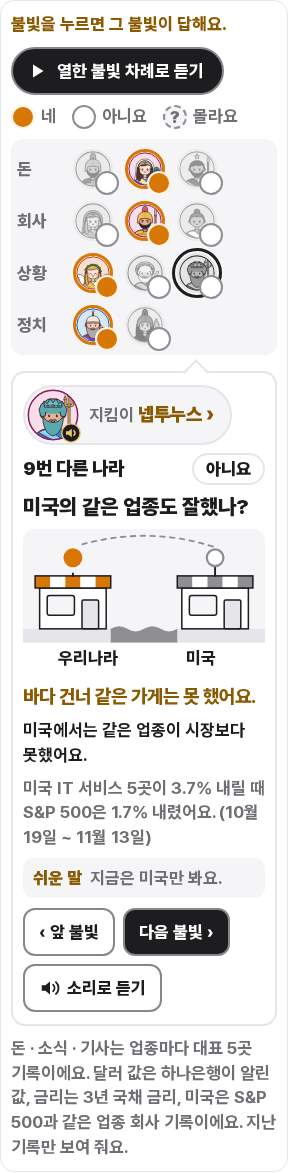 불빛을 누르면 그 불빛이 답해요.
열한 불빛 차례로 듣기
네 아니요 ? 몰라요
돈
회사
상황
정치
지킴이 넵투누스 ›
9번 다른 나라 아니요
미국의 같은 업종도 잘했나?
우리나라 미국
바다 건너 같은 가게는 못 했어요.
미국에서는 같은 업종이 시장보다
못했어요.
미국 IT 서비스 5곳이 3.7% 내릴 때
S&P 500은 1.7% 내렸어요. (10월
19일 ~ 11월 13일)
쉬운 말 지금은 미국만 봐요.
‹ 앞 불빛 다음 불빛 ›
소리로 듣기
돈 · 소식 · 기사는 업종마다 대표 5곳
기록이에요. 달러 값은 하나은행이 알린
값, 금리는 3년 국채 금리, 미국은 S&P
500과 같은 업종 회사 기록이에요. 지난
기록만 보여 줘요.